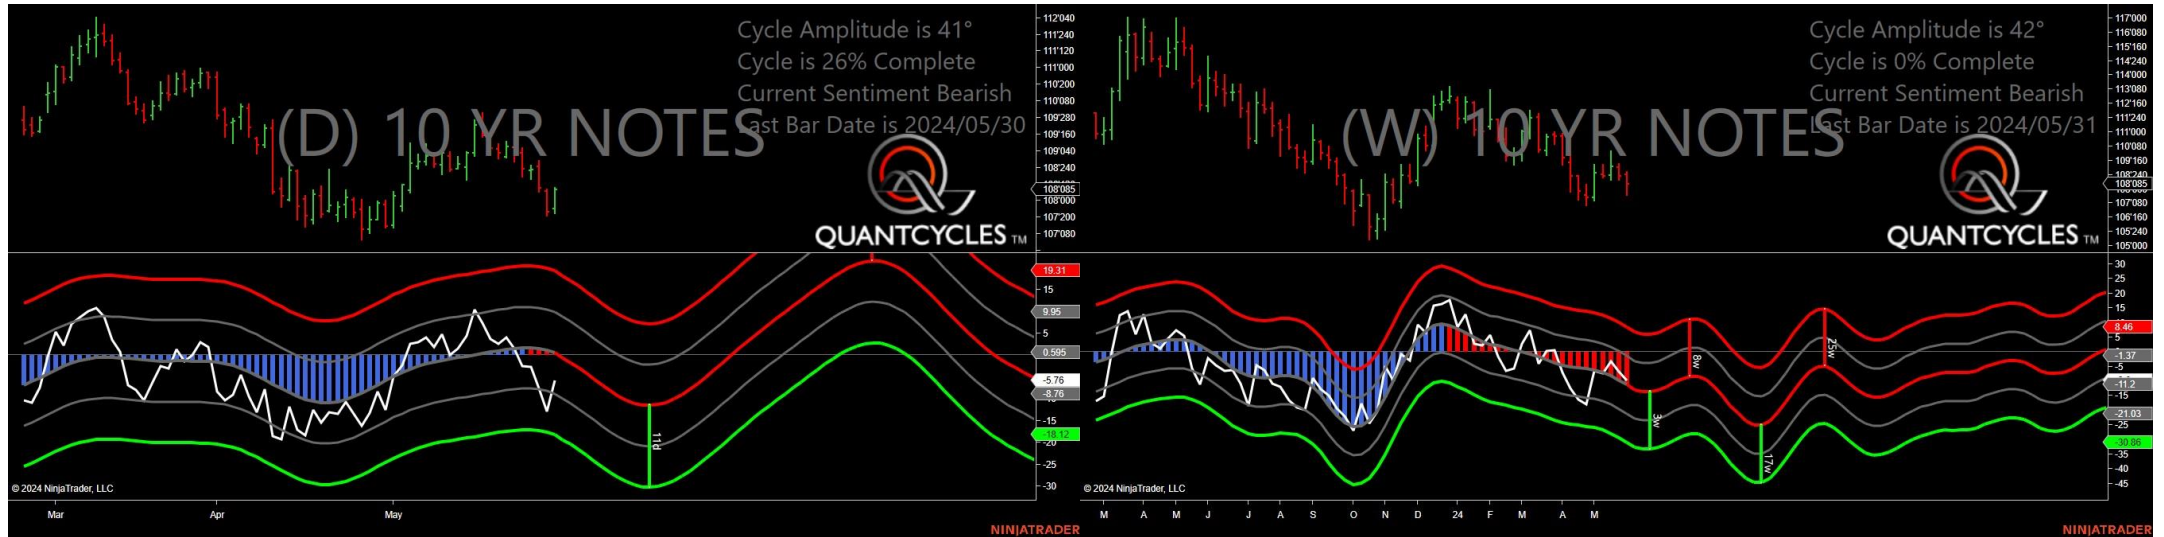 Cycle Amplitude is 41°
Cycle is 26% Complete
Current Sentiment Bearish
Last Bar Date is 2024/05/30
(D) 10 YR NOTES
QUANTCYCLES TM
112'040
111'240
111'120
111'000
110'200
110'080
109'280
109'160
109'040
108'240
108'085
108'000
107'200
107'080
19.31
15
9.95
5
0.595
-5.76
-8.76
-15
-18.12
-20
-25
-30
11d
© 2024 NinjaTrader, LLC
Mar Apr May
NINJATRADER
Cycle Amplitude is 42°
Cycle is 0% Complete
Current Sentiment Bearish
Last Bar Date is 2024/05/31
(W) 10 YR NOTES
QUANTCYCLES TM
117'000
116'080
115'160
114'240
114'000
113'080
112'160
111'240
111'000
110'080
109'160
108'240
108'085
107'080
106'160
105'240
105'000
30
25
20
15
8.46
-1.37
-5
-11.2
-15
-21.03
-25
-30.86
-35
-45
8w
25w
3w
17w
© 2024 NinjaTrader, LLC
M A M J J A S O N D 24 F M A M
NINJATRADER